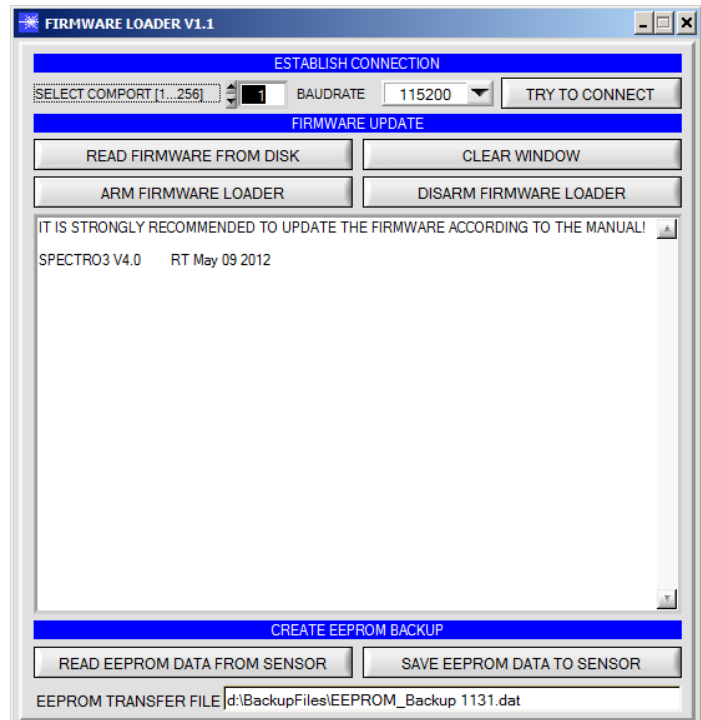 FIRMWARE LOADER V1.1
ESTABLISH CONNECTION
SELECT COMPORT [1...256] 1 BAUDRATE 115200 TRY TO CONNECT
FIRMWARE UPDATE
READ FIRMWARE FROM DISK CLEAR WINDOW
ARM FIRMWARE LOADER DISARM FIRMWARE LOADER
IT IS STRONGLY RECOMMENDED TO UPDATE THE FIRMWARE ACCORDING TO THE MANUAL!
SPECTRO3 V4.0 RT May 09 2012
CREATE EEPROM BACKUP
READ EEPROM DATA FROM SENSOR SAVE EEPROM DATA TO SENSOR
EEPROM TRANSFER FILE d:\BackupFiles\EEPROM_Backup 1131.dat